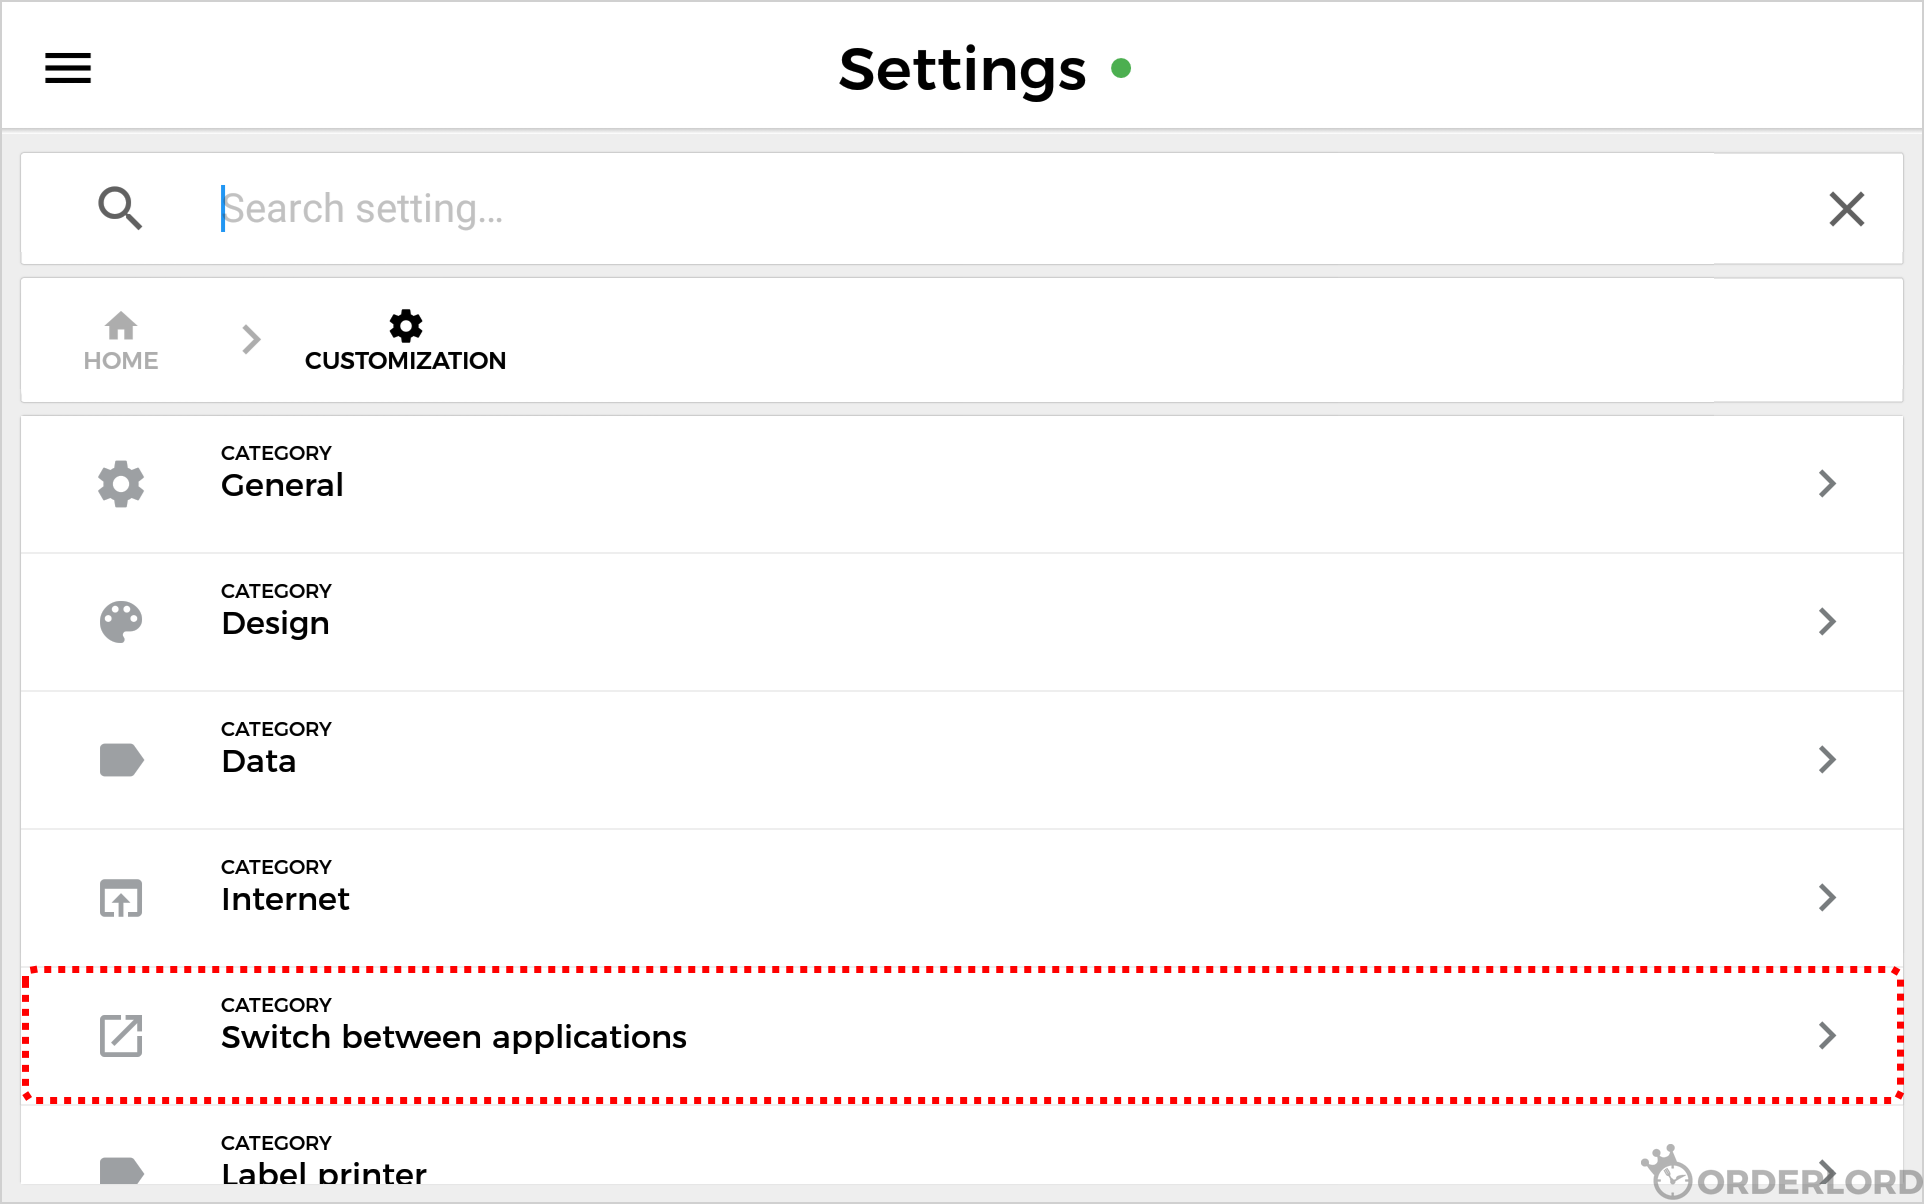 Settings
Search setting...
HOME
CUSTOMIZATION
CATEGORY
General
CATEGORY
Design
CATEGORY
Data
CATEGORY
Internet
CATEGORY
Switch between applications
CATEGORY
Label printer
ORDERLORD